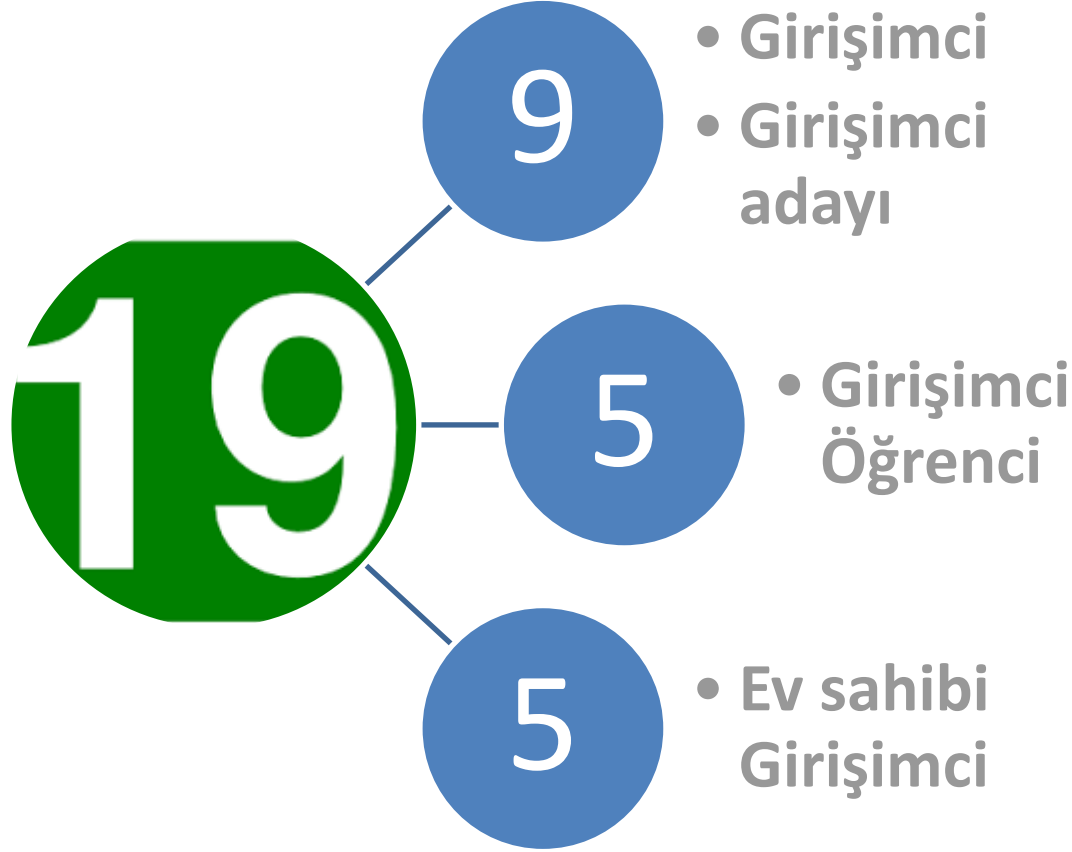 9
• Girişimci
• Girişimci
adayı
19
5
• Girişimci
Öğrenci
5
• Ev sahibi
Girişimci